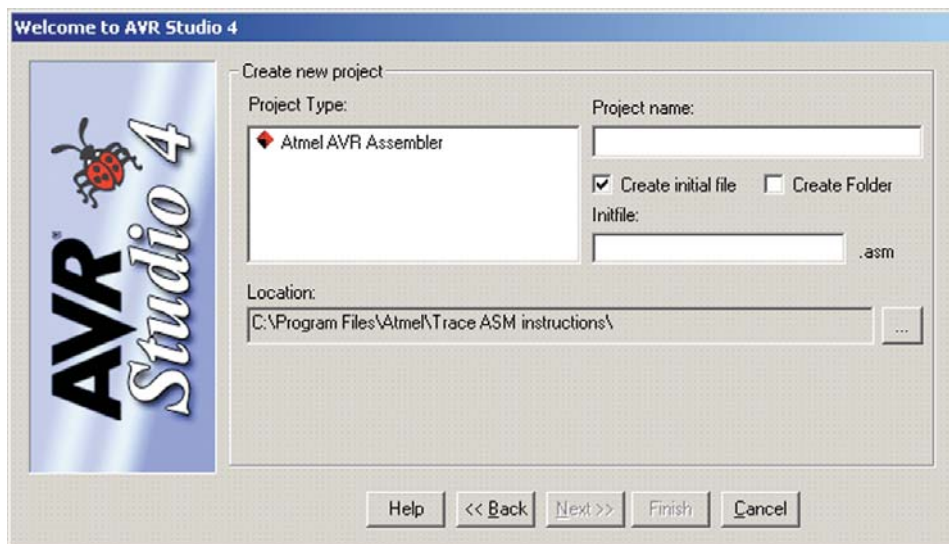 Welcome to AVR Studio 4
AVR®
Studio 4
Create new project
Project Type:
Atmel AVR Assembler
Project name:
Create initial file
Create Folder
Initfile:
.asm
Location:
C:\Program Files\Atmel\Trace ASM instructions\
...
Help
<< Back
Next >>
Finish
Cancel